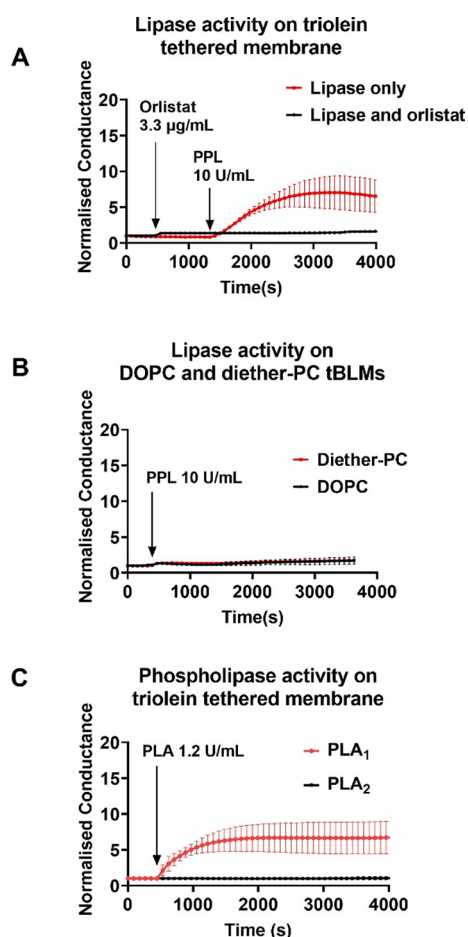 A
Lipase activity on triolein
tethered membrane
Lipase only
Lipase and orlistat
Orlistat
3.3 µg/mL
PPL
10 U/mL
Normalised Conductance
20
15
10
5
0
0 1000 2000 3000 4000
Time(s)
B
Lipase activity on
DOPC and diether-PC tBLMs
Diether-PC
DOPC
PPL 10 U/mL
Normalised Conductance
20
15
10
5
0
0 1000 2000 3000 4000
Time(s)
C
Phospholipase activity on
triolein tethered membrane
PLA₁
PLA₂
PLA 1.2 U/mL
Normalised Conductance
20
15
10
5
0
0 1000 2000 3000 4000
Time (s)